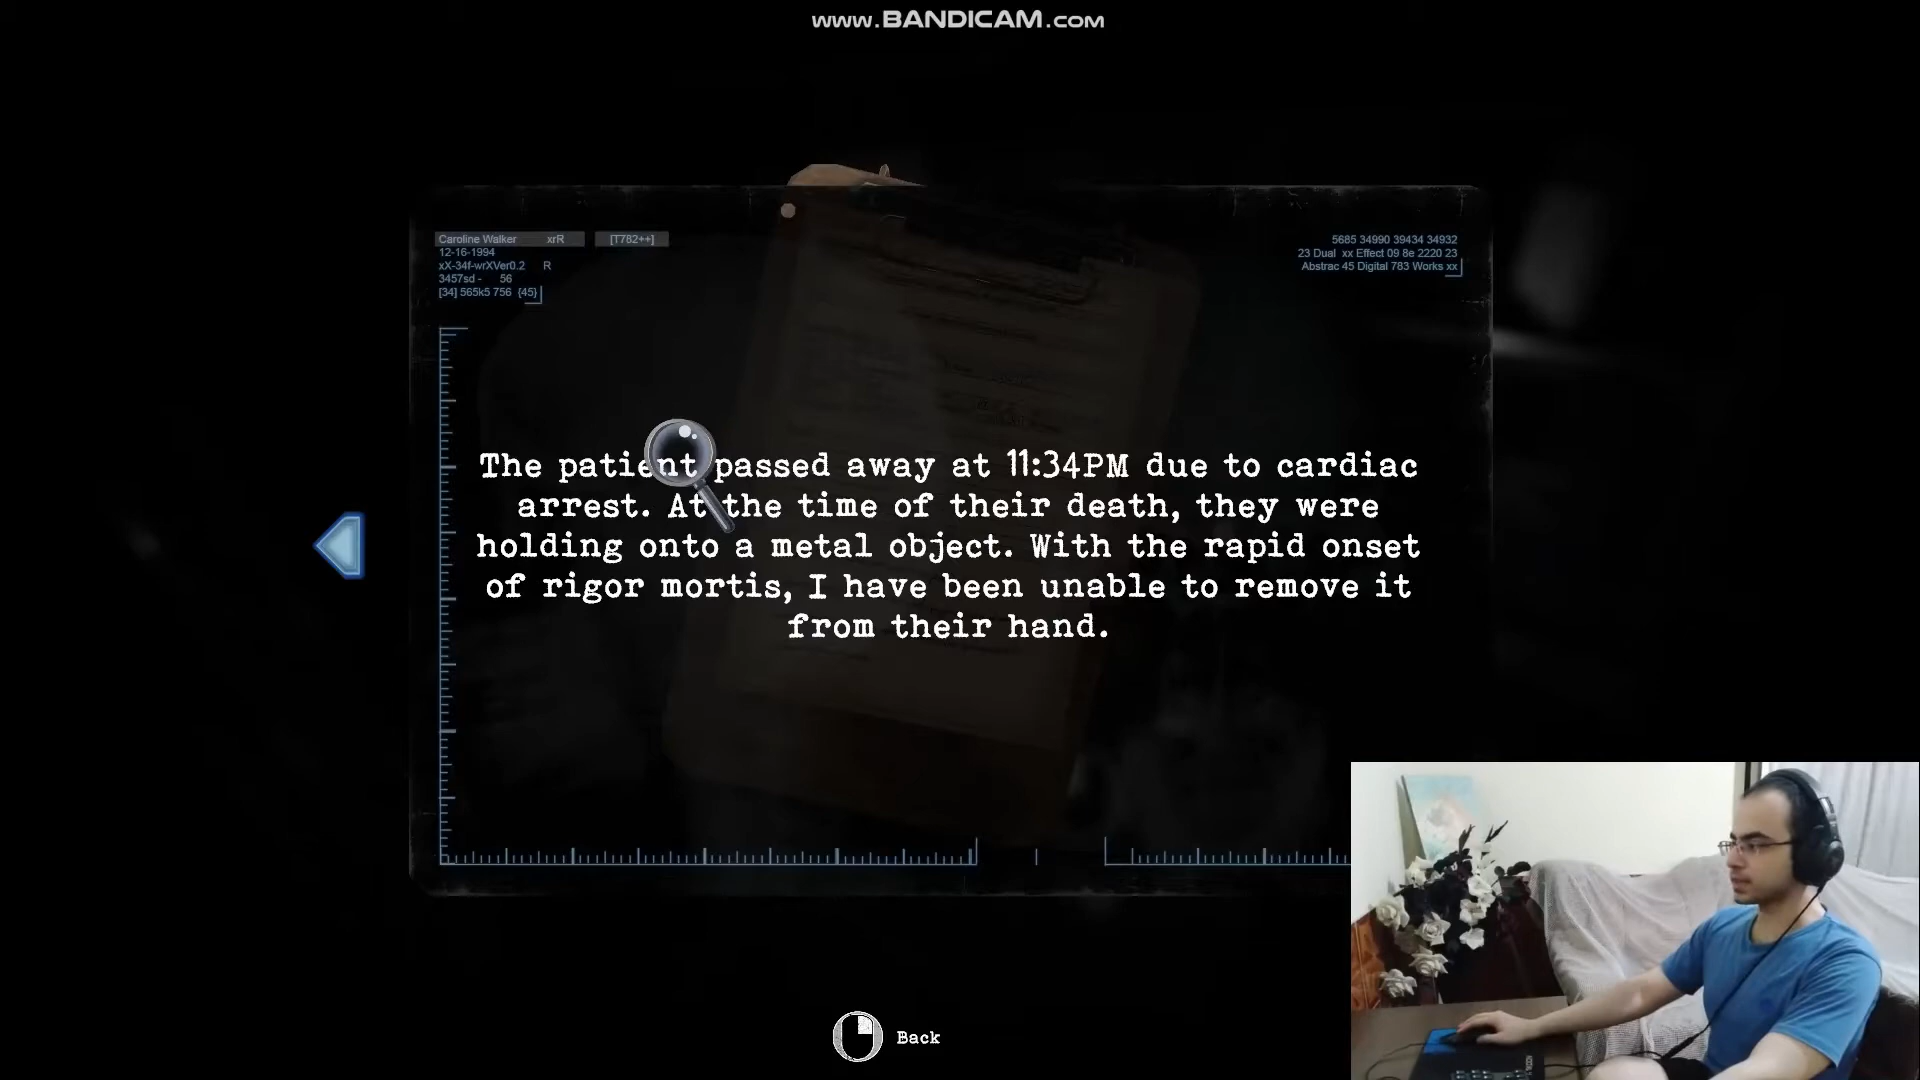 www.BANDICAM.com
Caroline Walker xrR [T782++]
12-16-1994
xX-34f-wrXVer0.2 R
3457sd - 56
[34] 565k5 756 {45}
5685 34990 39434 34932
23 Dual xx Effect 09 8e 2220 23
Abstrac 45 Digital 783 Works xx
The patient passed away at 11:34PM due to cardiac
arrest. At the time of their death, they were
holding onto a metal object. With the rapid onset
of rigor mortis, I have been unable to remove it
from their hand.
Back